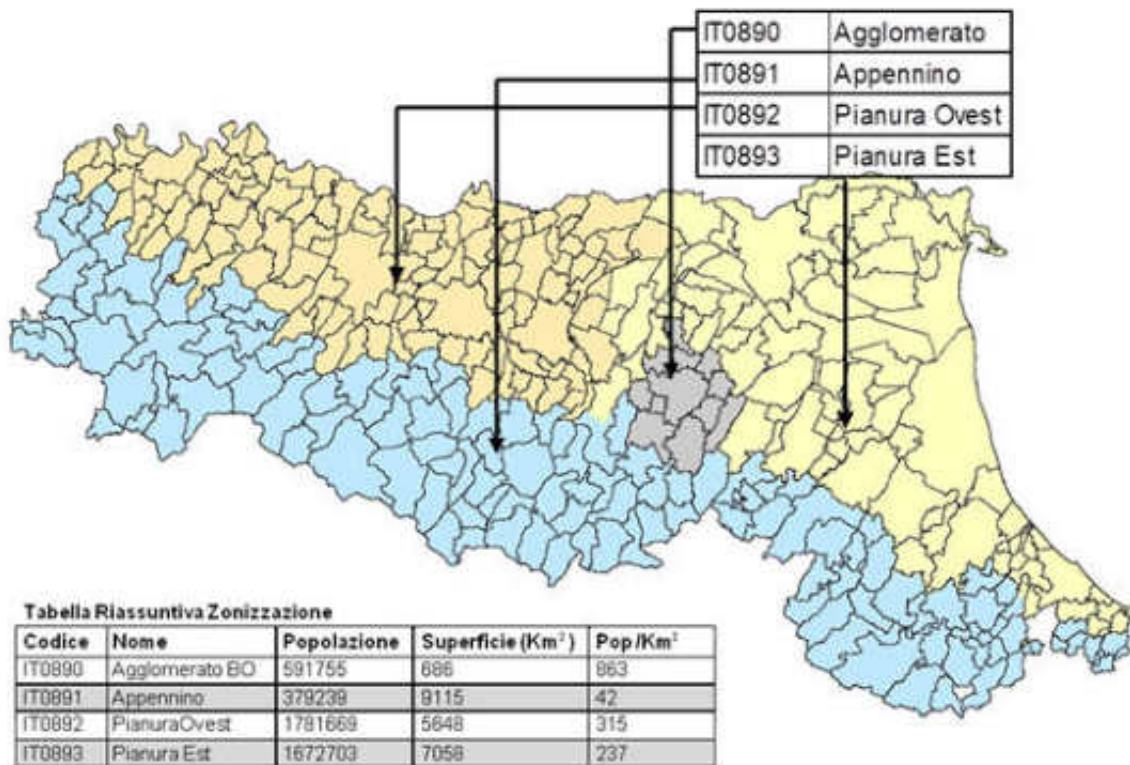 IT0890 Agglomerato
IT0891 Appennino
IT0892 Pianura Ovest
IT0893 Pianura Est
Tabella Riassuntiva Zonizzazione
Codice Nome Popolazione Superficie (Km²) Pop/Km²
IT0890 Agglomerato BO 591755 686 863
IT0891 Appennino 379239 9115 42
IT0892 PianuraOvest 1781669 5648 315
IT0893 Pianura Est 1672703 7058 237